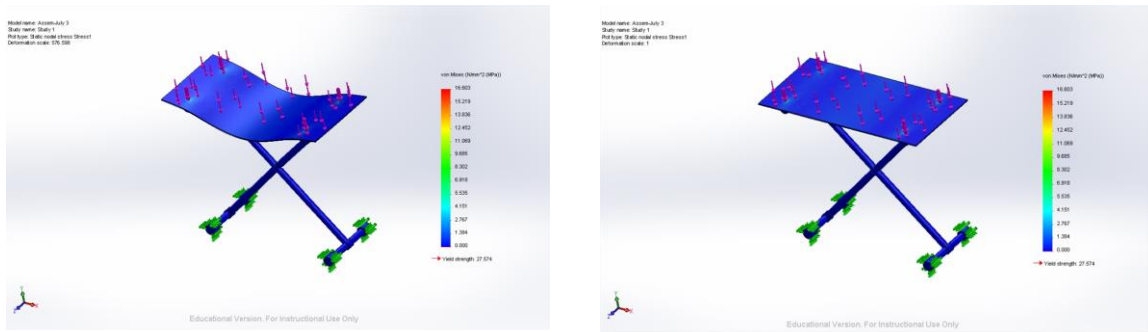 Model name: Assem-July 3
Study name: Study 1
Plot type: Static nodal stress Stress1
Deformation scale: 576.598
von Mises (N/mm^2 (MPa))
16.603
15.219
13.836
12.452
11.069
9.685
8.302
6.918
5.535
4.151
2.767
1.384
0.000
Yield strength: 27.574
Y
X
Z
Educational Version. For Instructional Use Only
Model name: Assem-July 3
Study name: Study 1
Plot type: Static nodal stress Stress1
Deformation scale: 1
von Mises (N/mm^2 (MPa))
16.603
15.219
13.836
12.452
11.069
9.685
8.302
6.918
5.535
4.151
2.767
1.384
0.000
Yield strength: 27.574
Y
X
Z
Educational Version. For Instructional Use Only